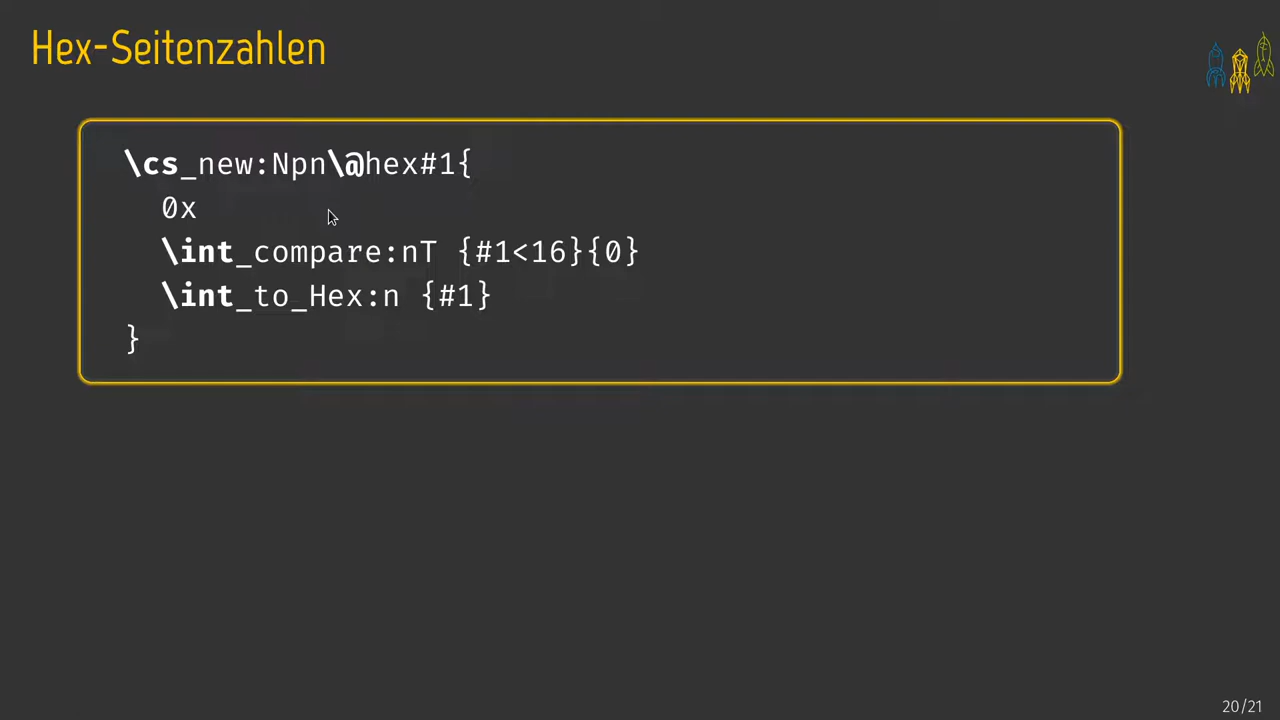 Hex-Seitenzahlen
\cs_new:Npn\@hex#1{
  0x
  \int_compare:nT {#1<16}{0}
  \int_to_Hex:n {#1}
}
20/21